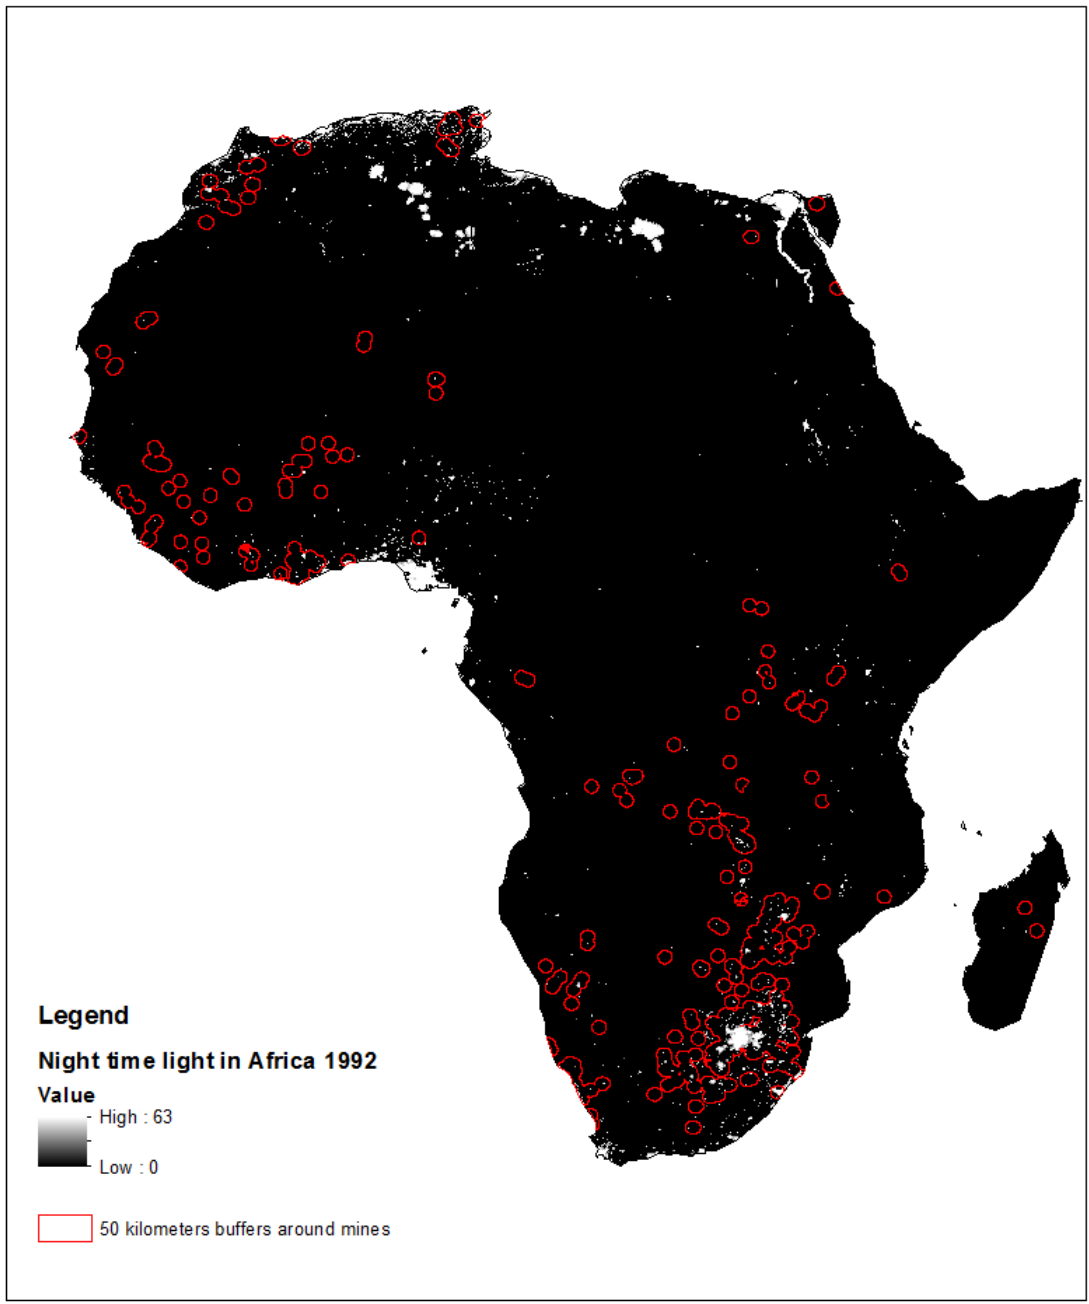 Legend
Night time light in Africa 1992
Value
High : 63
Low : 0
50 kilometers buffers around mines